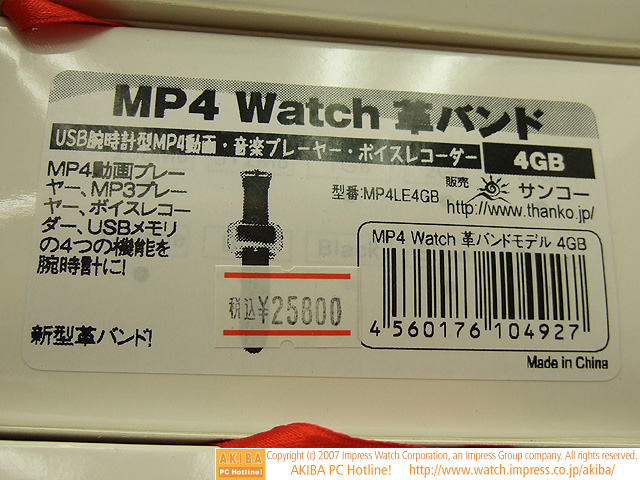 MP4 Watch 革バンド
USB腕時計型MP4動画・音楽プレーヤー・ボイスレコーダー 4GB
MP4動画プレー
ヤー、MP3プレー
ヤー、ボイスレコー
ダー、USBメモリ
の4つの機能を
腕時計に!
新型革バンド!
型番:MP4LE4GB
販売 サンコー
http://www.thanko.jp/
MP4 Watch 革バンドモデル 4GB
4 560176 104927
Made in China
税込¥25800
AKIBA
PC Hotline!
Copyright (c) 2007 Impress Watch Corporation, an Impress Group company. All rights reserved.
AKIBA PC Hotline! http://www.watch.impress.co.jp/akiba/